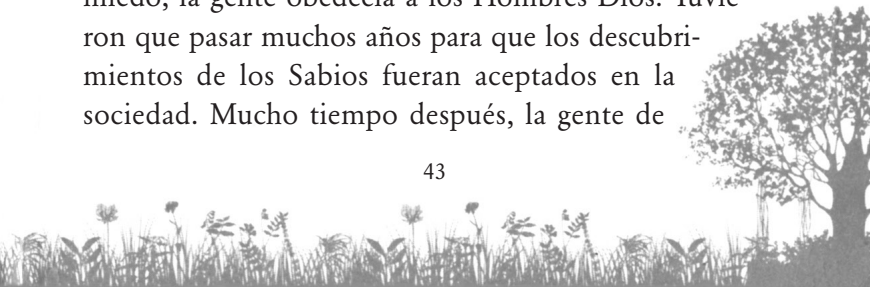 miedo, la gente obedecía a los Hombres Dios. Tuvie-
ron que pasar muchos años para que los descubri-
mientos de los Sabios fueran aceptados en la
sociedad. Mucho tiempo después, la gente de
43